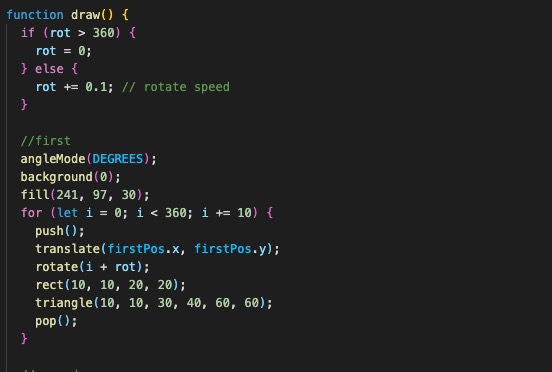 function draw() {
if (rot > 360) {
rot = 0;
} else {
rot += 0.1; // rotate speed
}
//first
angleMode(DEGREES);
background(0);
fill(241, 97, 30);
for (let i = 0; i < 360; i += 10) {
push();
translate(firstPos.x, firstPos.y);
rotate(i + rot);
rect(10, 10, 20, 20);
triangle(10, 10, 30, 40, 60, 60);
pop();
}